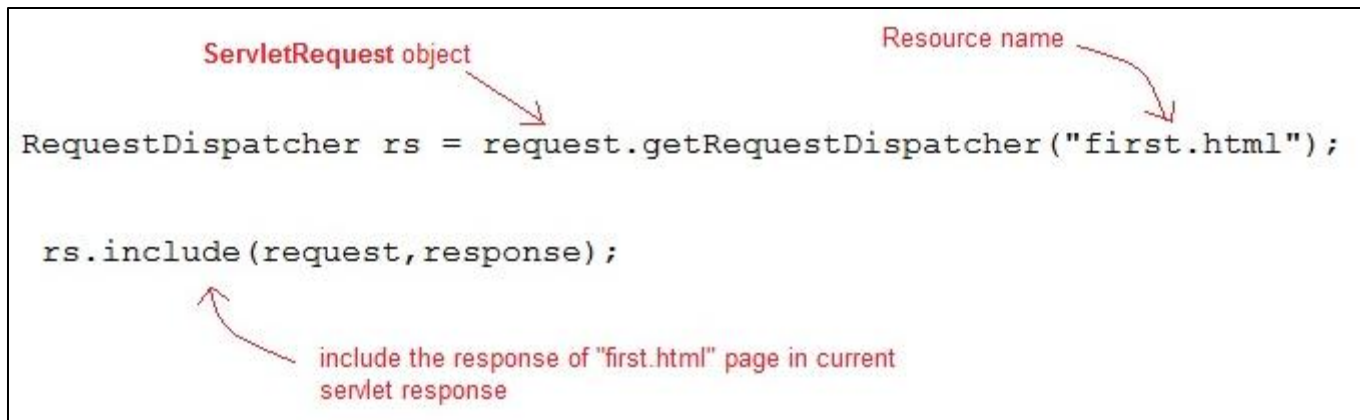 ServletRequest object
Resource name
RequestDispatcher rs = request.getRequestDispatcher("first.html");
rs.include(request,response);
include the response of "first.html" page in current
servlet response